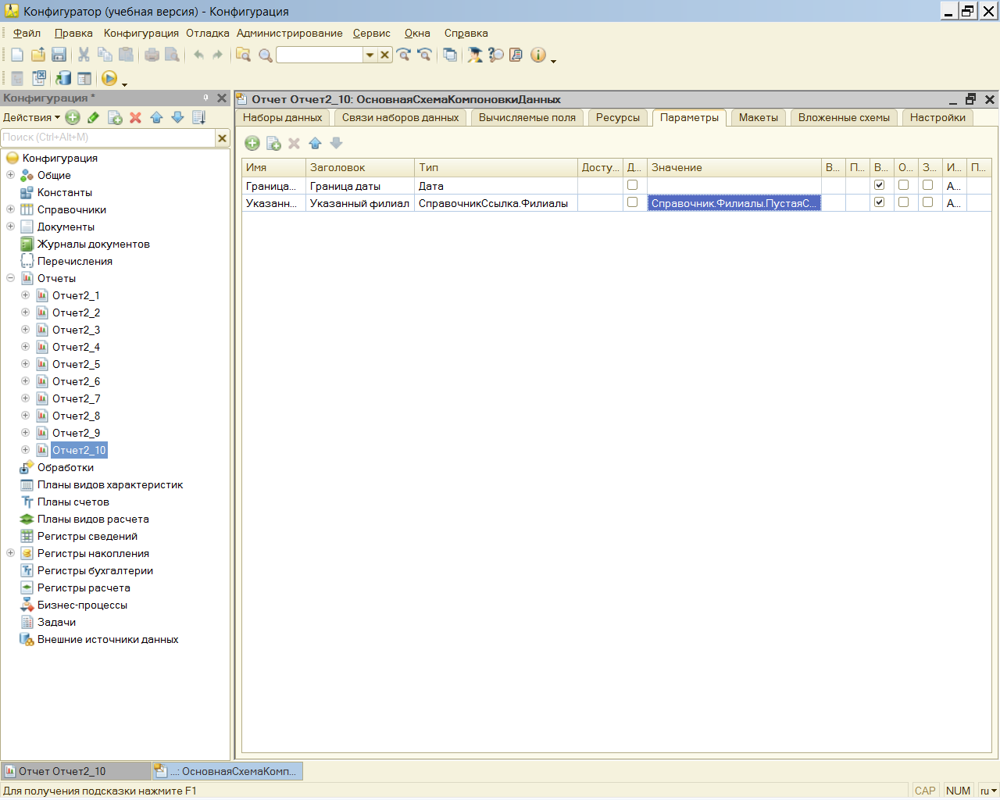 Конфигуратор (учебная версия) - Конфигурация
Файл Правка Конфигурация Отладка Администрирование Сервис Окна Справка
Конфигурация *
Действия
Поиск (Ctrl+Alt+M)
Конфигурация
Общие
Константы
Справочники
Документы
Журналы документов
Перечисления
Отчеты
Отчет2_1
Отчет2_2
Отчет2_3
Отчет2_4
Отчет2_5
Отчет2_6
Отчет2_7
Отчет2_8
Отчет2_9
Отчет2_10
Обработки
Планы видов характеристик
Планы счетов
Планы видов расчета
Регистры сведений
Регистры накопления
Регистры бухгалтерии
Регистры расчета
Бизнес-процессы
Задачи
Внешние источники данных
Отчет Отчет2_10: ОсновнаяСхемаКомпоновкиДанных
Наборы данных Связи наборов данных Вычисляемые поля Ресурсы Параметры Макеты Вложенные схемы Настройки
Имя Заголовок Тип Досту... Д... Значение В... П... В... О... З... И... П...
Граница... Граница даты Дата А...
Указанн... Указанный филиал СправочникСсылка.Филиалы Справочник.Филиалы.ПустаяС... А...
Отчет Отчет2_10 ...: ОсновнаяСхемаКомп...
Для получения подсказки нажмите F1 CAP NUM ru